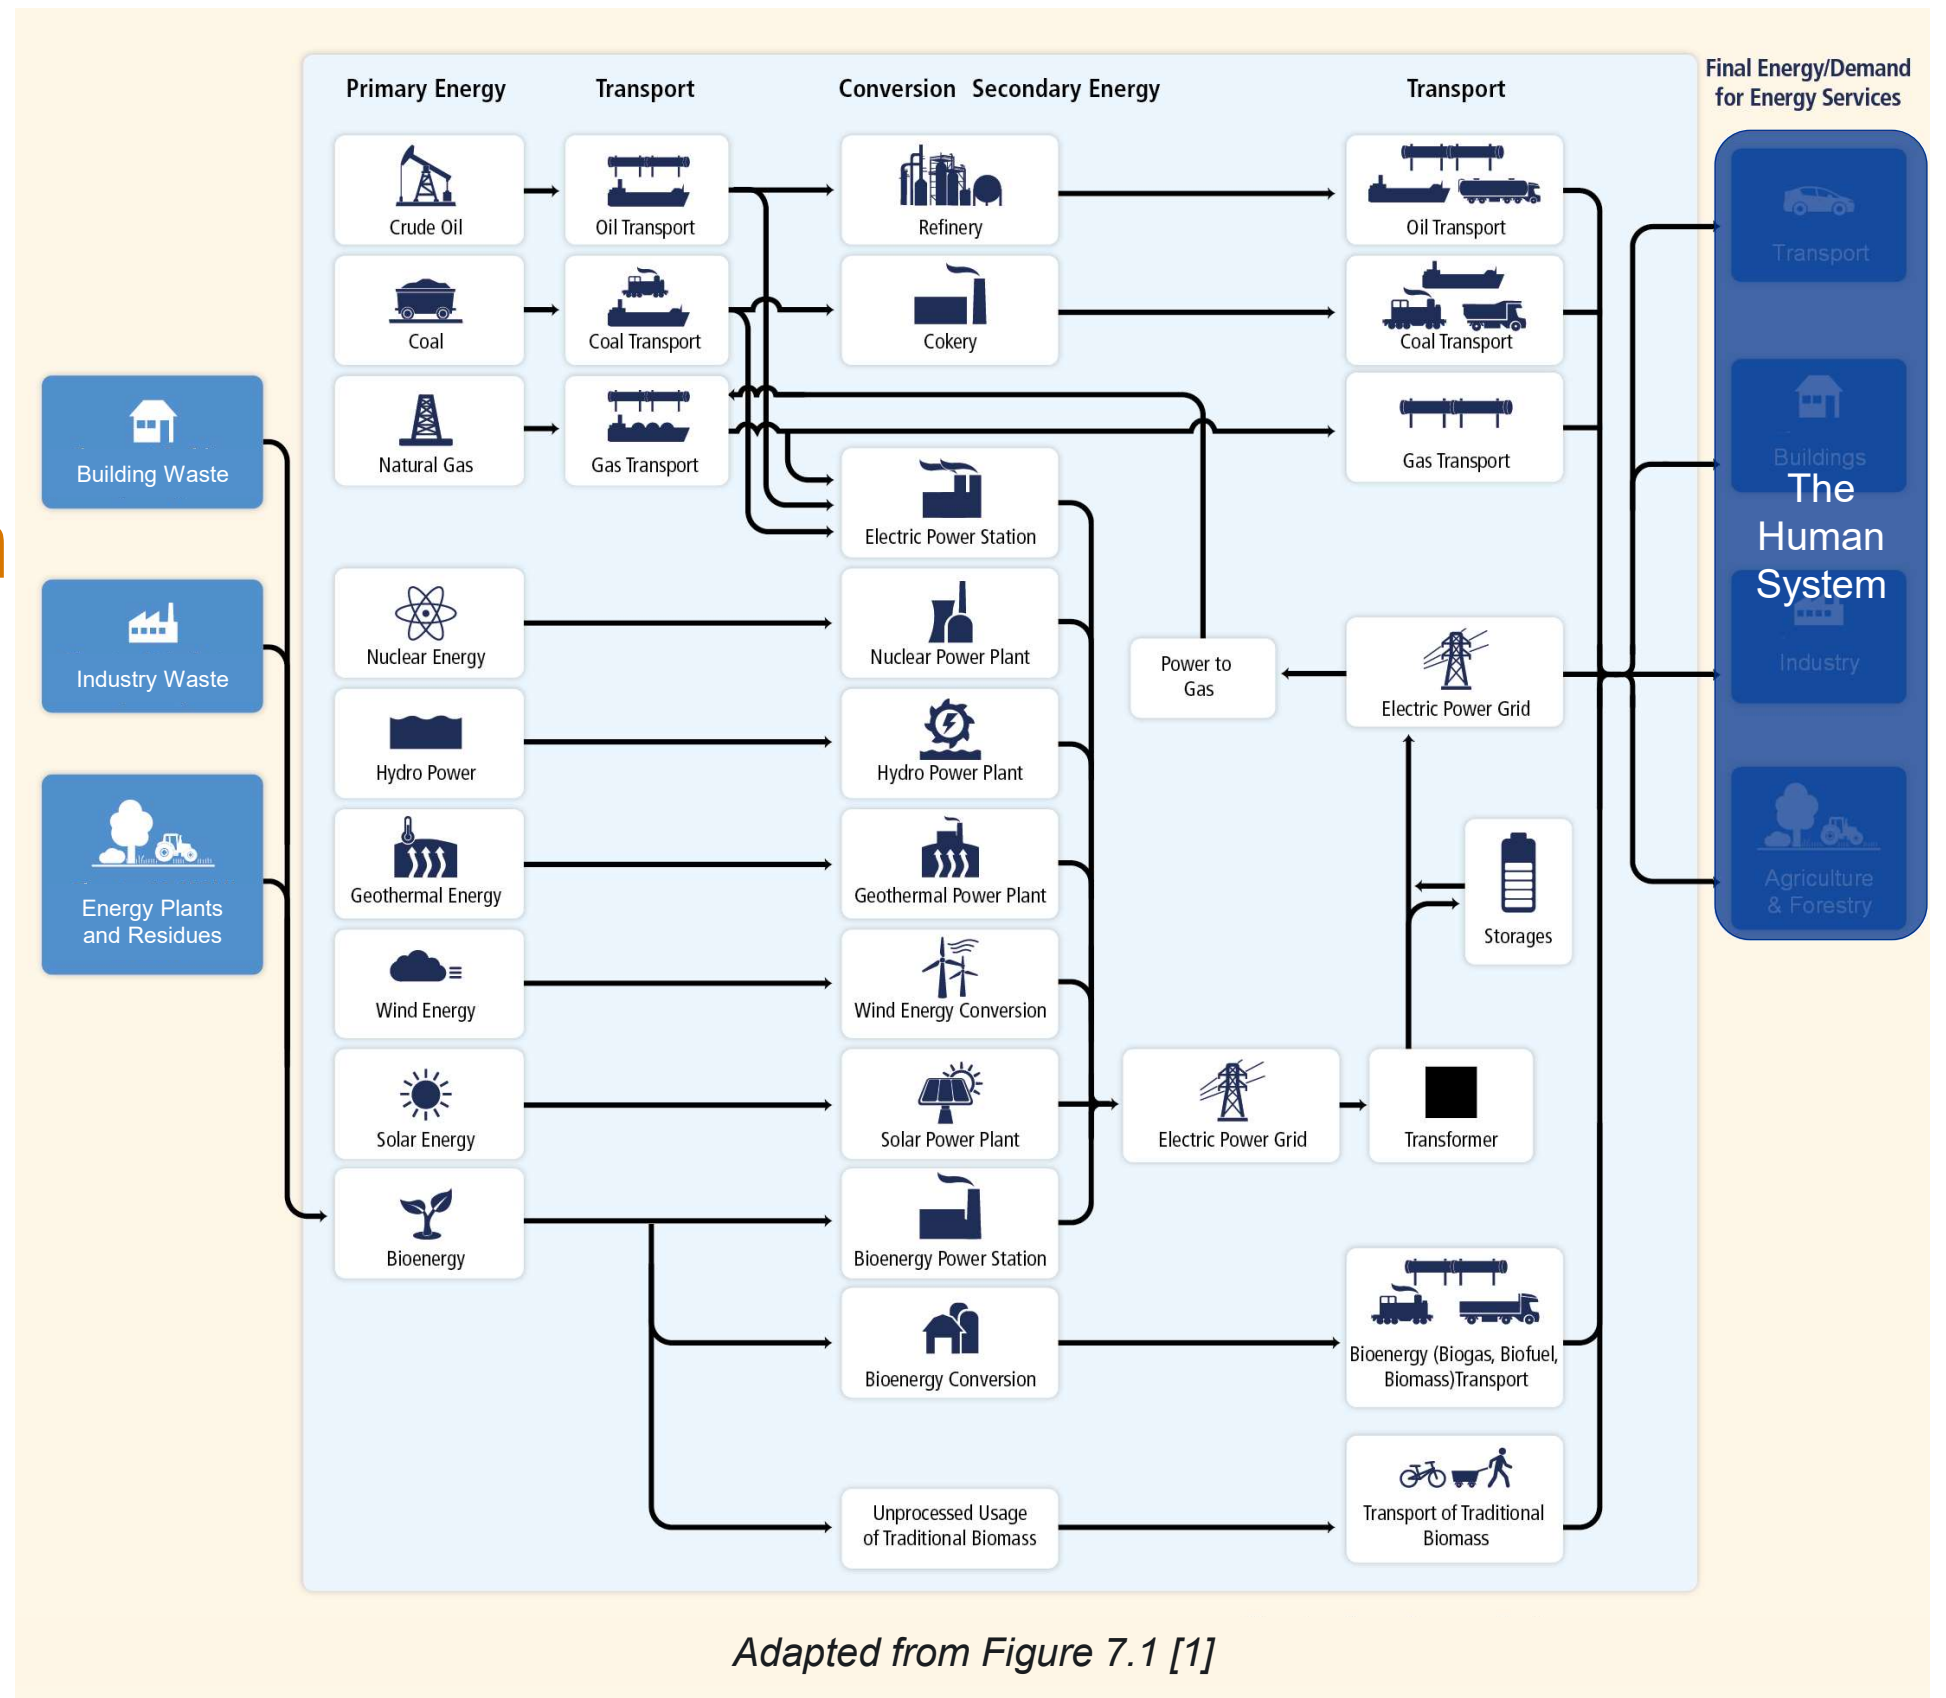 Primary Energy
Transport
Conversion
Secondary Energy
Transport
Final Energy/Demand
for Energy Services
Crude Oil
Oil Transport
Refinery
Oil Transport
Transport
Coal
Coal Transport
Cokery
Coal Transport
Natural Gas
Gas Transport
Gas Transport
Building Waste
Buildings
The
Human
System
Electric Power Station
Nuclear Energy
Nuclear Power Plant
Power to
Gas
Electric Power Grid
Industry
Industry Waste
Hydro Power
Hydro Power Plant
Geothermal Energy
Geothermal Power Plant
Storages
Agriculture
& Forestry
Energy Plants
and Residues
Wind Energy
Wind Energy Conversion
Solar Energy
Solar Power Plant
Electric Power Grid
Transformer
Bioenergy
Bioenergy Power Station
Bioenergy Conversion
Bioenergy (Biogas, Biofuel,
Biomass)Transport
Unprocessed Usage
of Traditional Biomass
Transport of Traditional
Biomass
Adapted from Figure 7.1 [1]